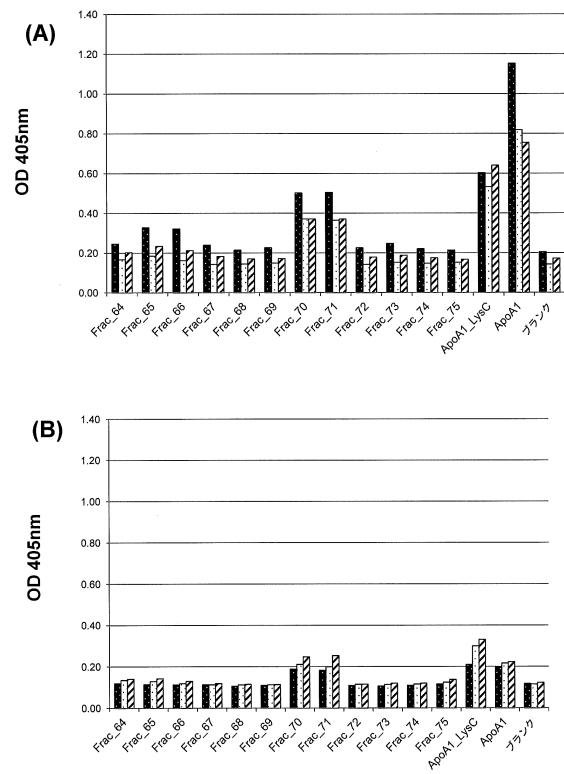 (A)
OD 405nm
1.40
1.20
1.00
0.80
0.60
0.40
0.20
0.00
Frac_64
Frac_65
Frac_66
Frac_67
Frac_68
Frac_69
Frac_70
Frac_71
Frac_72
Frac_73
Frac_74
Frac_75
ApoA1_LysC
ApoA1
ブランク
(B)
OD 405nm
1.40
1.20
1.00
0.80
0.60
0.40
0.20
0.00
Frac_64
Frac_65
Frac_66
Frac_67
Frac_68
Frac_69
Frac_70
Frac_71
Frac_72
Frac_73
Frac_74
Frac_75
ApoA1_LysC
ApoA1
ブランク